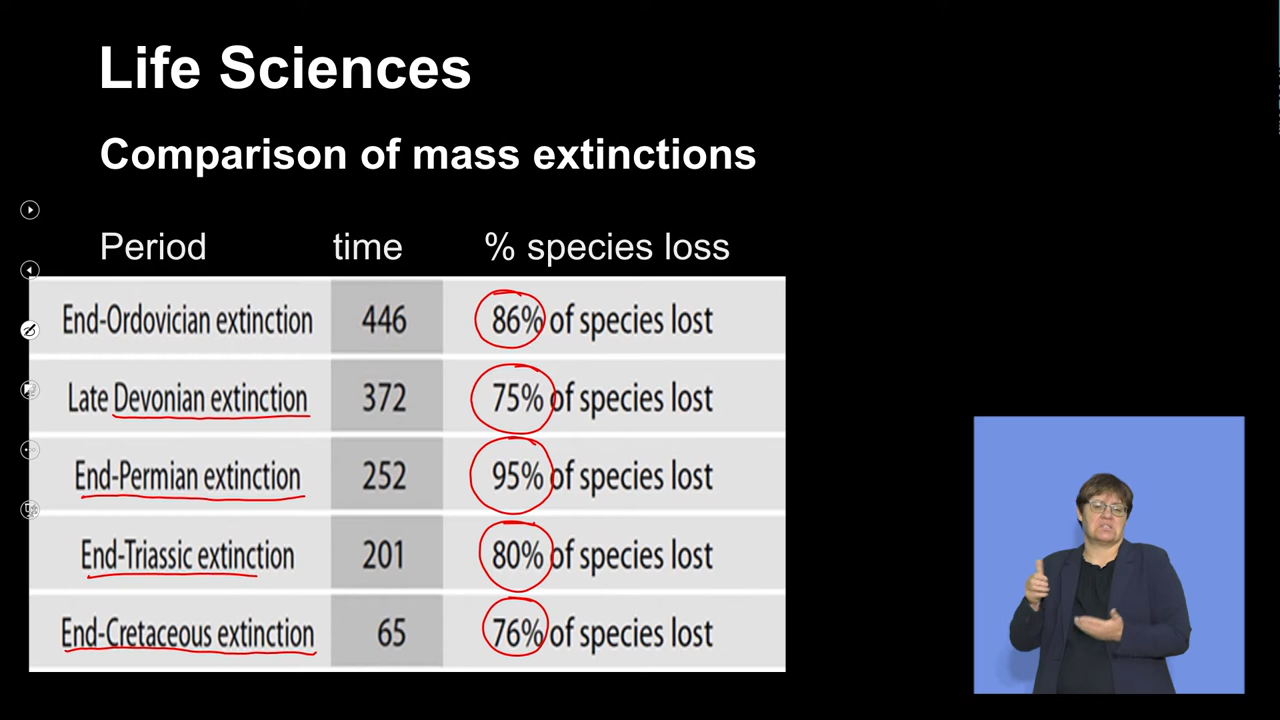 Life Sciences
Comparison of mass extinctions
Period time % species loss
End-Ordovician extinction 446 86% of species lost
Late Devonian extinction 372 75% of species lost
End-Permian extinction 252 95% of species lost
End-Triassic extinction 201 80% of species lost
End-Cretaceous extinction 65 76% of species lost